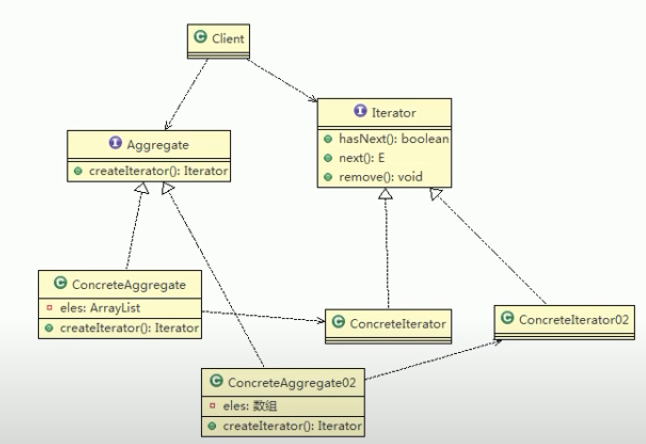 Client
Iterator
hasNext(): boolean
next(): E
remove(): void
Aggregate
createIterator(): Iterator
ConcreteAggregate
eles: ArrayList
createIterator(): Iterator
ConcreteIterator
ConcreteIterator02
ConcreteAggregate02
eles: 数组
createIterator(): Iterator